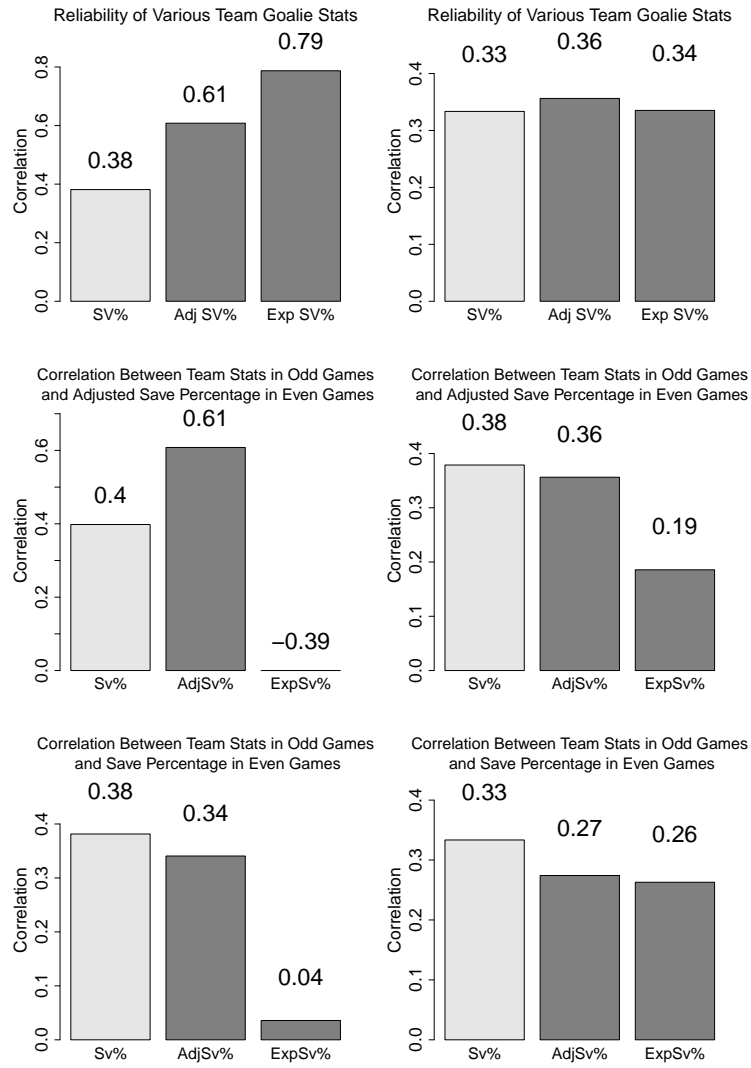 Reliability of Various Team Goalie Stats
Correlation
0.0
0.2
0.4
0.6
0.8
0.38
0.61
0.79
SV%
Adj SV%
Exp SV%
Reliability of Various Team Goalie Stats
Correlation
0.0
0.1
0.2
0.3
0.4
0.33
0.36
0.34
SV%
Adj SV%
Exp SV%
Correlation Between Team Stats in Odd Games
and Adjusted Save Percentage in Even Games
Correlation
0.0
0.2
0.4
0.6
0.4
0.61
−0.39
Sv%
AdjSv%
ExpSv%
Correlation Between Team Stats in Odd Games
and Adjusted Save Percentage in Even Games
Correlation
0.0
0.1
0.2
0.3
0.4
0.38
0.36
0.19
Sv%
AdjSv%
ExpSv%
Correlation Between Team Stats in Odd Games
and Save Percentage in Even Games
Correlation
0.0
0.1
0.2
0.3
0.4
0.38
0.34
0.04
Sv%
AdjSv%
ExpSv%
Correlation Between Team Stats in Odd Games
and Save Percentage in Even Games
Correlation
0.0
0.1
0.2
0.3
0.4
0.33
0.27
0.26
Sv%
AdjSv%
ExpSv%